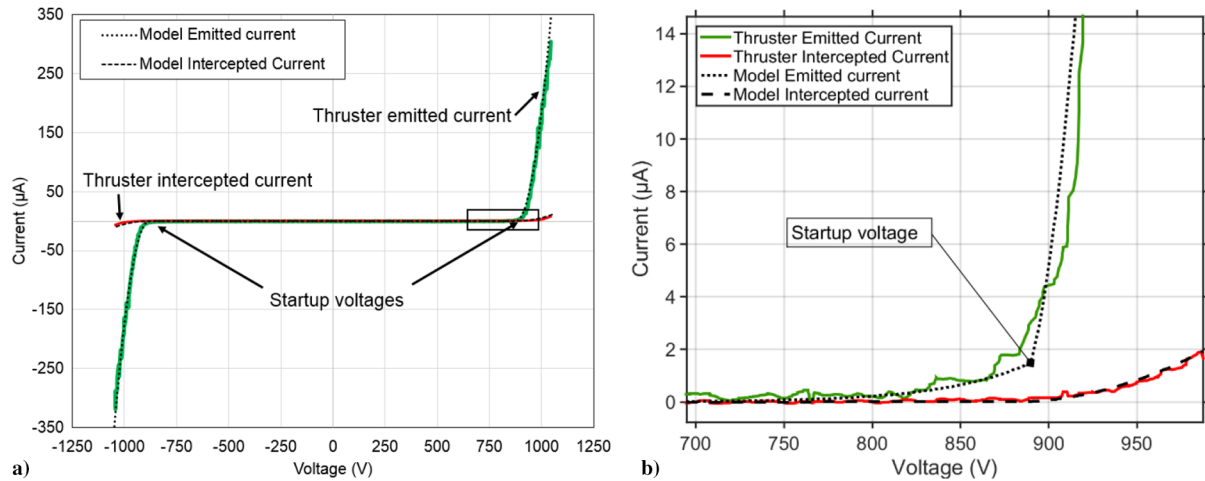 350
250
150
50
-50
-150
-250
-350
Current (µA)
Model Emitted current
Model Intercepted Current
Thruster emitted current
Thruster intercepted current
Startup voltages
-1250 -1000 -750 -500 -250 0 250 500 750 1000 1250
Voltage (V)
a)
14
12
10
8
6
4
2
0
Current (µA)
Thruster Emitted Current
Thruster Intercepted Current
Model Emitted current
Model Intercepted current
Startup voltage
700 750 800 850 900 950
Voltage (V)
b)